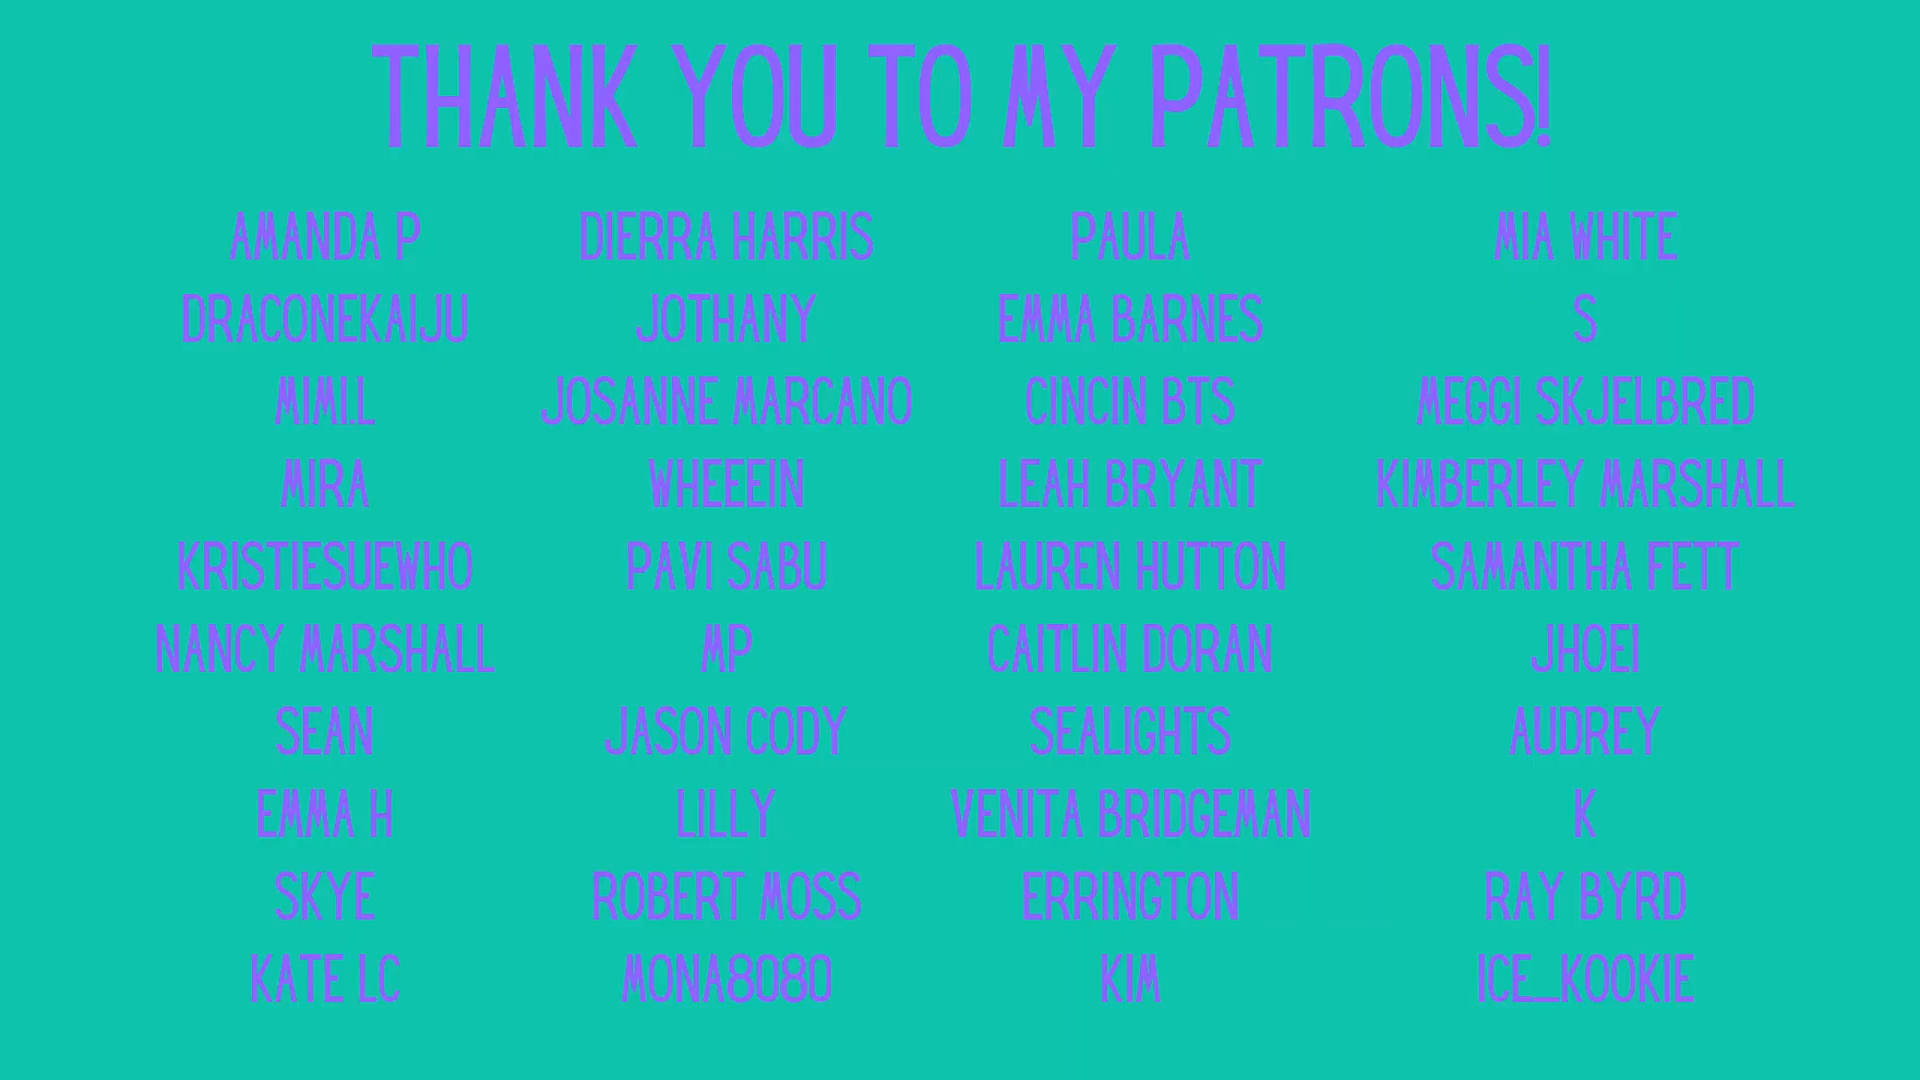 THANK YOU TO MY PATRONS!
AMANDA P DIERRA HARRIS PAULA MIA WHITE
DRACONEKAIJU JOTHANY EMMA BARNES S
MIMI.L JOSANNE MARCANO CINCIN BTS MEGGI SKJELBRED
MIRA WHEEEIN LEAH BRYANT KIMBERLEY MARSHALL
KRISTIESUEWHO PAVI SABU LAUREN HUTTON SAMANTHA FETT
NANCY MARSHALL MP CAITLIN DORAN JHOEI
SEAN JASON CODY SEALIGHTS AUDREY
EMMA H LILLY VENITA BRIDGEMAN K
SKYE ROBERT MOSS ERRINGTON RAY BYRD
KATE LC MONA8080 KIM ICE_KOOKIE